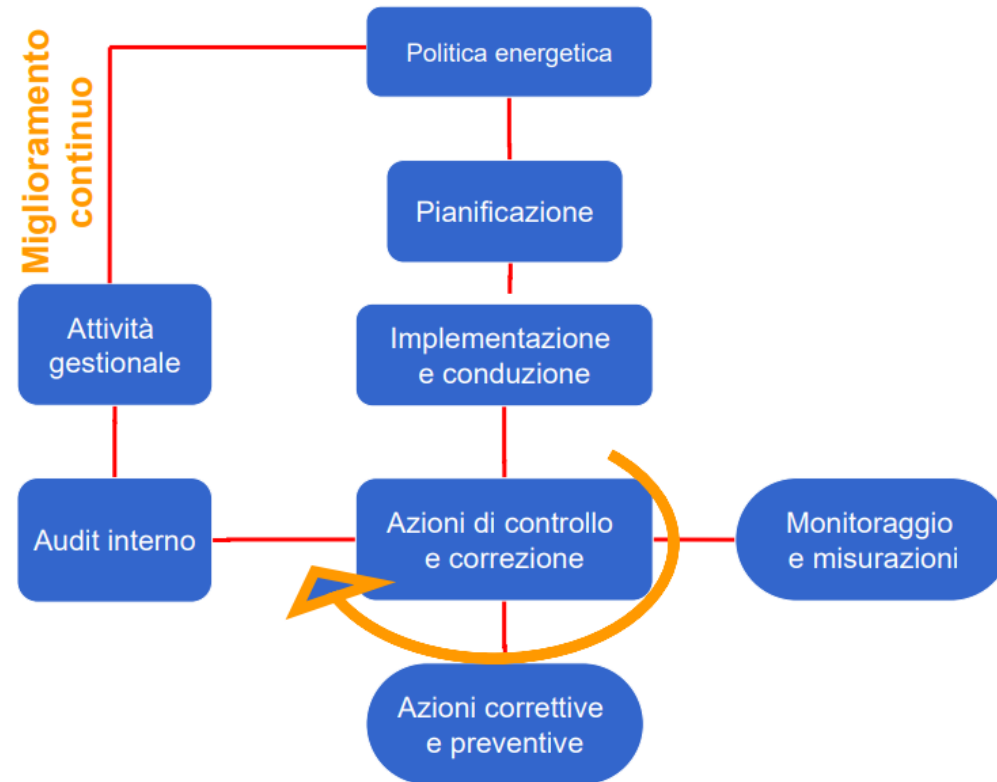 Miglioramento
continuo
Politica energetica
Pianificazione
Attività
gestionale
Implementazione
e conduzione
Audit interno
Azioni di controllo
e correzione
Monitoraggio
e misurazioni
Azioni correttive
e preventive